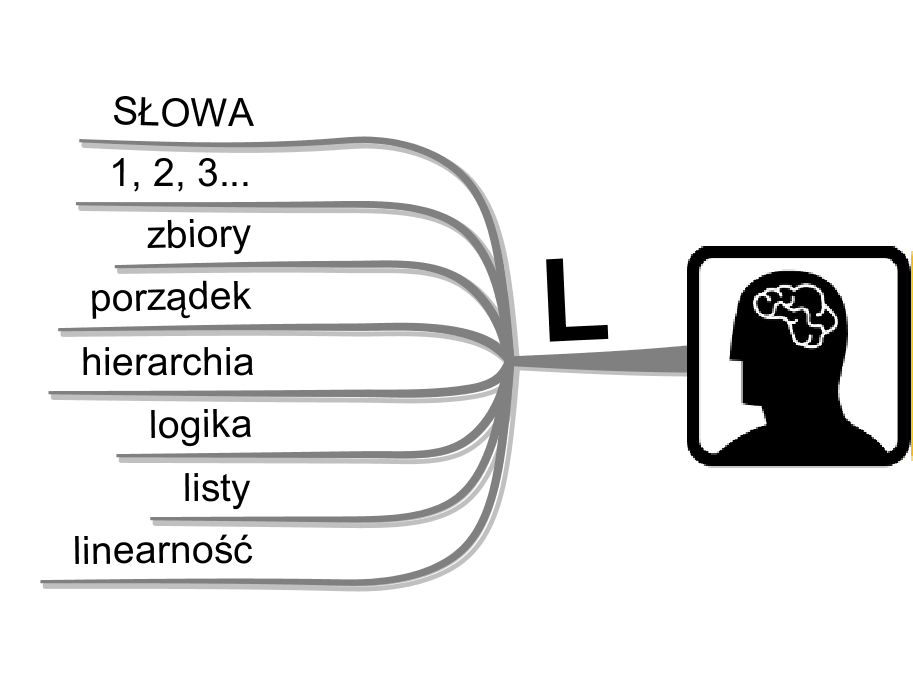 SŁOWA
1, 2, 3...
zbiory
porządek
hierarchia
logika
listy
linearność
L